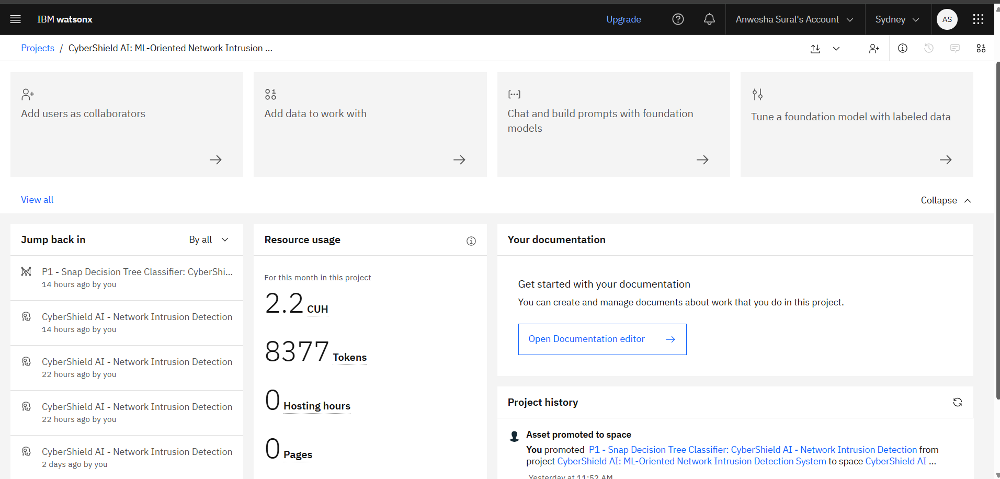 IBM watsonx
Upgrade
Anwesha Sural's Account
Sydney
AS
Projects / CyberShield AI: ML-Oriented Network Intrusion ...
Add users as collaborators
Add data to work with
Chat and build prompts with foundation
models
Tune a foundation model with labeled data
View all
Collapse
Jump back in
By all
P1 - Snap Decision Tree Classifier: CyberShi...
14 hours ago by you
CyberShield AI - Network Intrusion Detection
14 hours ago by you
CyberShield AI - Network Intrusion Detection
22 hours ago by you
CyberShield AI - Network Intrusion Detection
22 hours ago by you
CyberShield AI - Network Intrusion Detection
2 days ago by you
Resource usage
For this month in this project
2.2 CUH
8377 Tokens
0 Hosting hours
0 Pages
Your documentation
Get started with your documentation
You can create and manage documents about work that you do in this project.
Open Documentation editor
Project history
Asset promoted to space
You promoted P1 - Snap Decision Tree Classifier: CyberShield AI - Network Intrusion Detection from
project CyberShield AI: ML-Oriented Network Intrusion Detection System to space CyberShield AI ...
Yesterday at 11:52 AM